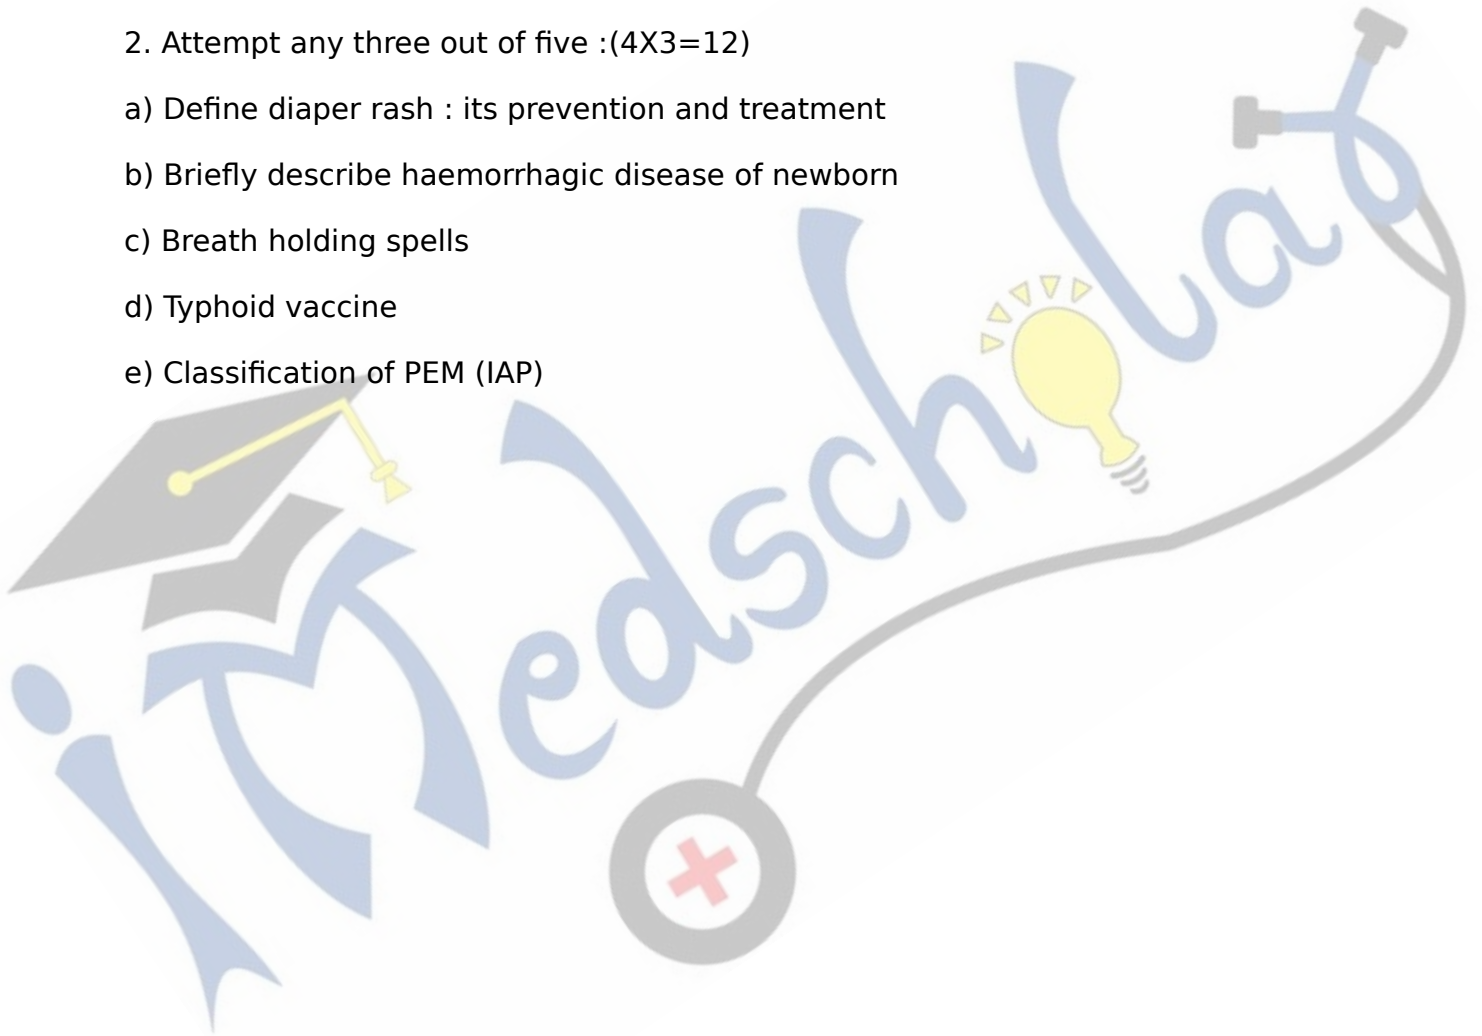 2. Attempt any three out of five :(4X3=12)
a) Define diaper rash : its prevention and treatment
b) Briefly describe haemorrhagic disease of newborn
c) Breath holding spells
d) Typhoid vaccine
e) Classification of PEM (IAP)
iMedscholar